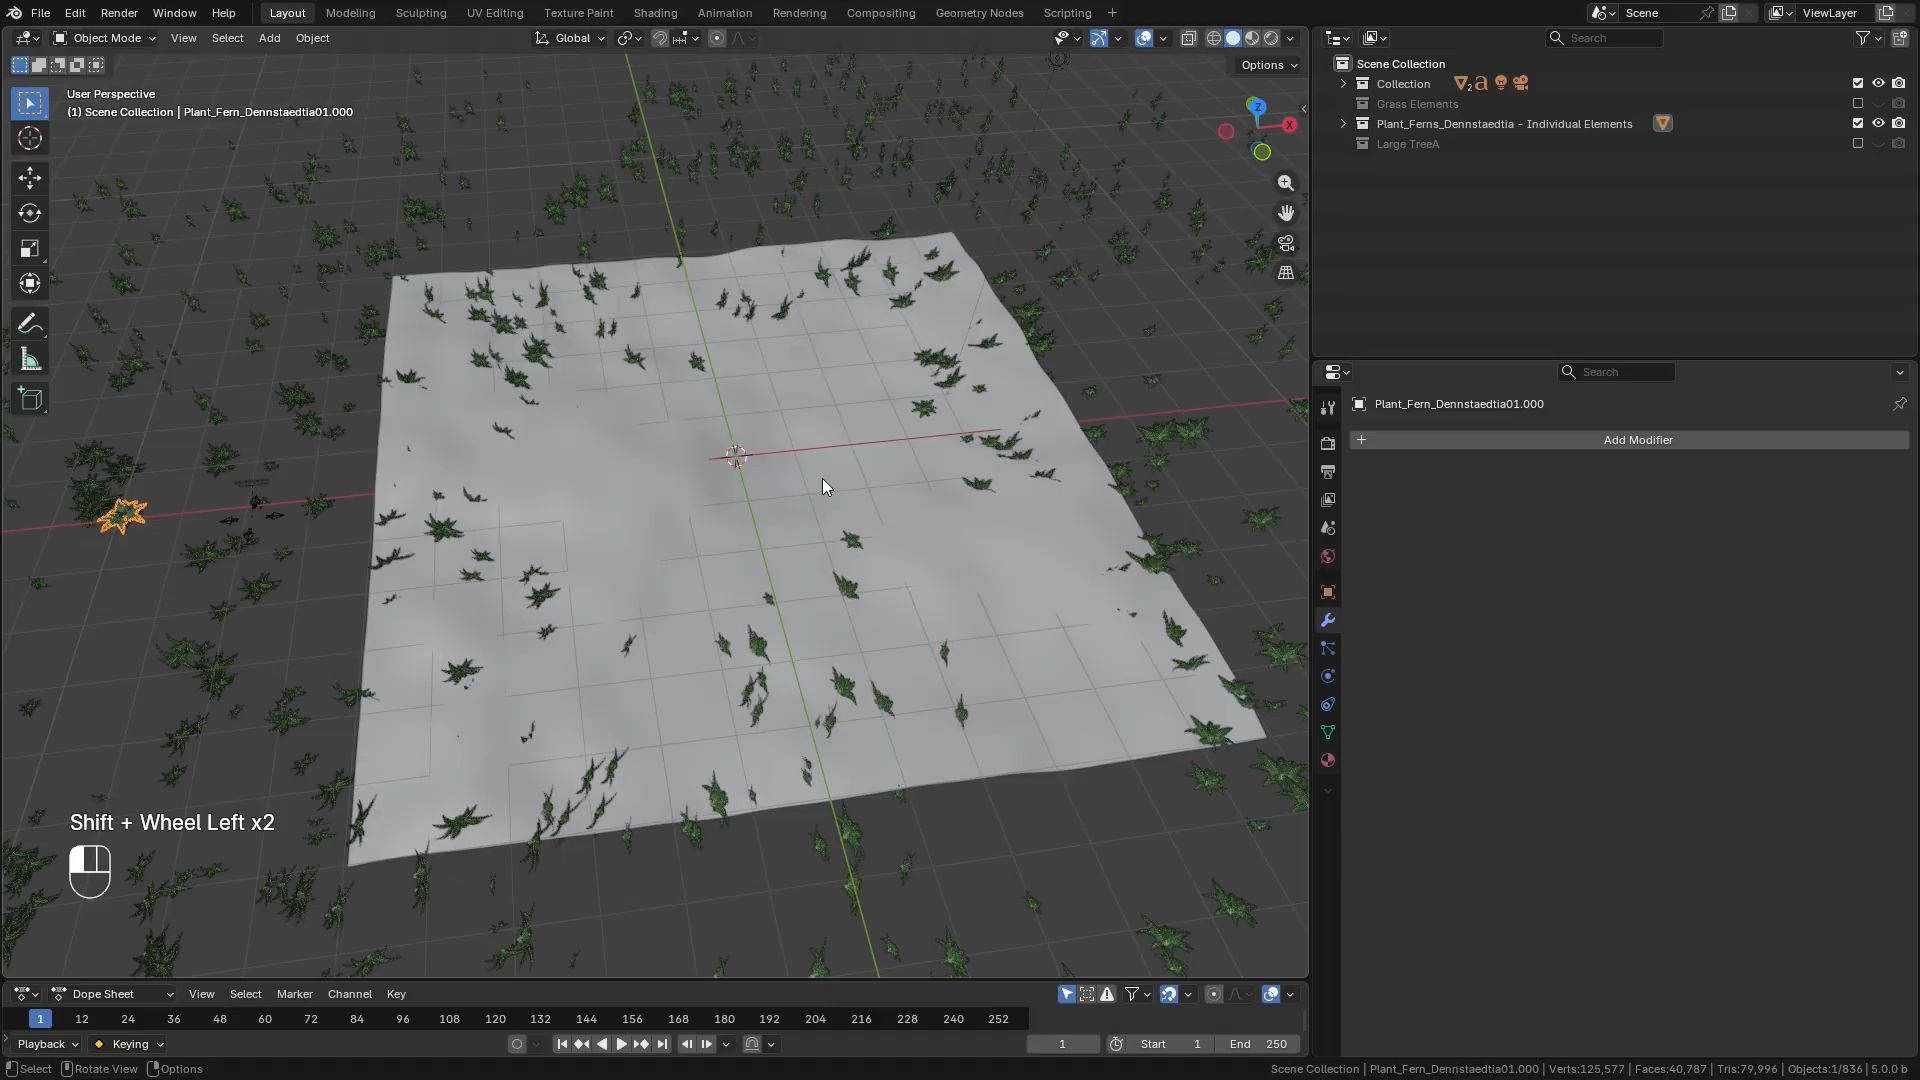 File Edit Render Window Help Layout Modeling Sculpting UV Editing Texture Paint Shading Animation Rendering Compositing Geometry Nodes Scripting + Scene ViewLayer
Object Mode View Select Add Object Global
Options
User Perspective
(1) Scene Collection | Plant_Fern_Dennstaedtia01.000
Z
X
Shift + Wheel Left x2
Search
Scene Collection
Collection 2
Grass Elements
Plant_Ferns_Dennstaedtia - Individual Elements
Large TreeA
Search
Plant_Fern_Dennstaedtia01.000
+ Add Modifier
Dope Sheet View Select Marker Channel Key
1 12 24 36 48 60 72 84 96 108 120 132 144 156 168 180 192 204 216 228 240 252
Playback Keying 1 Start 1 End 250
Select Rotate View Options Scene Collection | Plant_Fern_Dennstaedtia01.000 | Verts:125,577 | Faces:40,787 | Tris:79,996 | Objects:1/836 | 5.0.0 b